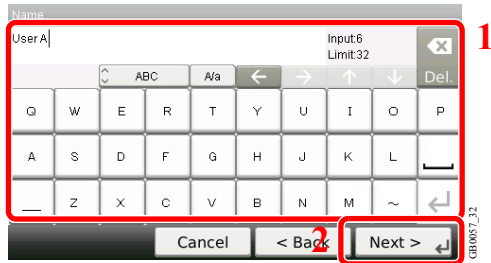 Name
1
User A
Input:6
Limit:32
Del.
ABC
A/a
← → ↑ ↓
Q W E R T Y U I O P
A S D F G H J K L
_ Z X C V B N M ~
2
Cancel
< Back
Next >
GB0057_32